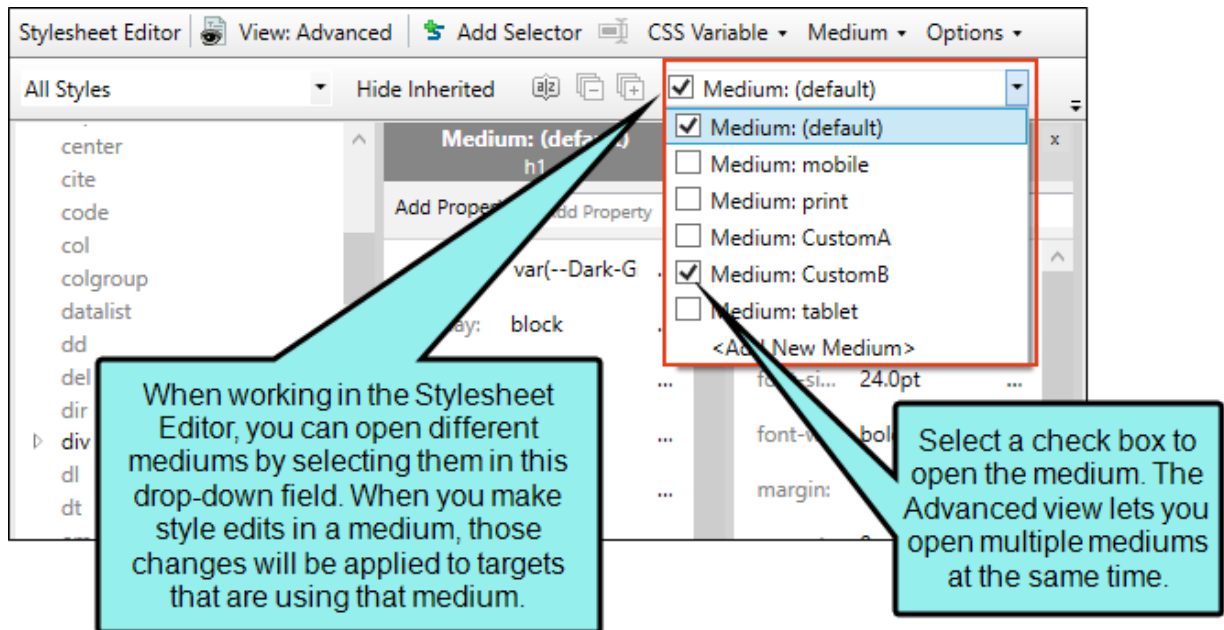 Stylesheet Editor View: Advanced Add Selector CSS Variable Medium Options
All Styles Hide Inherited a z Medium: (default)
center
cite
code
col
colgroup
datalist
dd
del
dir
div
dl
dt
Medium: (default) x
h1
Add Property
Medium: (default)
Medium: mobile
Medium: print
Medium: CustomA
Medium: CustomB
Medium: tablet
<Add New Medium>
var(--Dark-G ...
block
...
...
...
font-si... 24.0pt ...
margin:
When working in the Stylesheet
Editor, you can open different
mediums by selecting them in this
drop-down field. When you make
style edits in a medium, those
changes will be applied to targets
that are using that medium.
Select a check box to
open the medium. The
Advanced view lets you
open multiple mediums
at the same time.